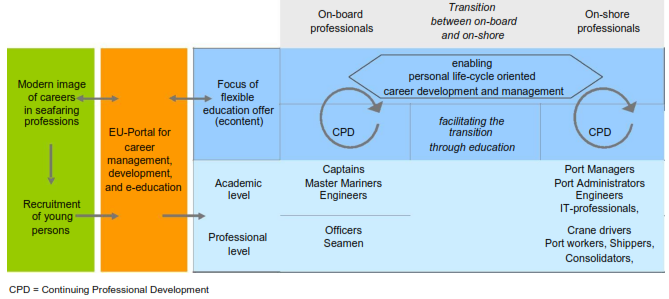 On-board
professionals
Transition
between on-board
and on-shore
On-shore
professionals
Modern image
of careers
in seafaring
professions
Recruitment
of young
persons
EU-Portal for
career
management,
development,
and e-education
Focus of
flexible
education offer
(econtent)
enabling
personal life-cycle oriented
career development and management
CPD
facilitating the
transition
through education
CPD
Academic
level
Captains
Master Mariners
Engineers
Port Managers
Port Administrators
Engineers
IT-professionals,
Professional
level
Officers
Seamen
Crane drivers
Port workers, Shippers,
Consolidators,
CPD = Continuing Professional Development